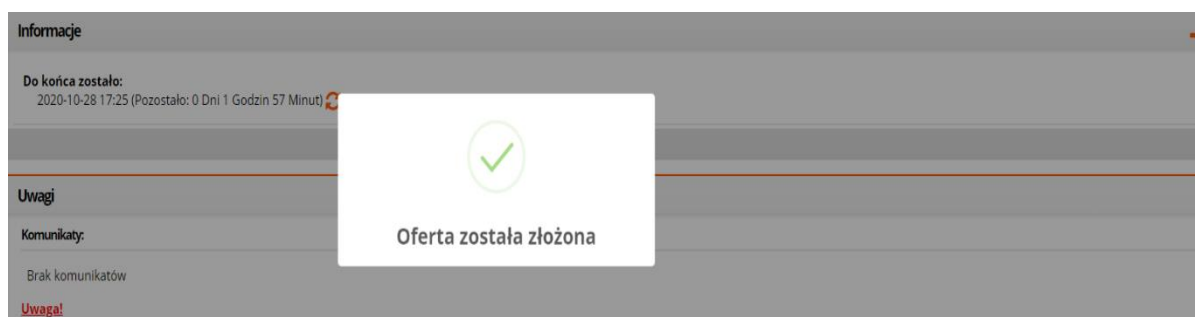 Informacje
Do końca zostało:
2020-10-28 17:25 (Pozostało: 0 Dni 1 Godzin 57 Minut)
Oferta została złożona
Uwagi
Komunikaty:
Brak komunikatów
Uwaga!